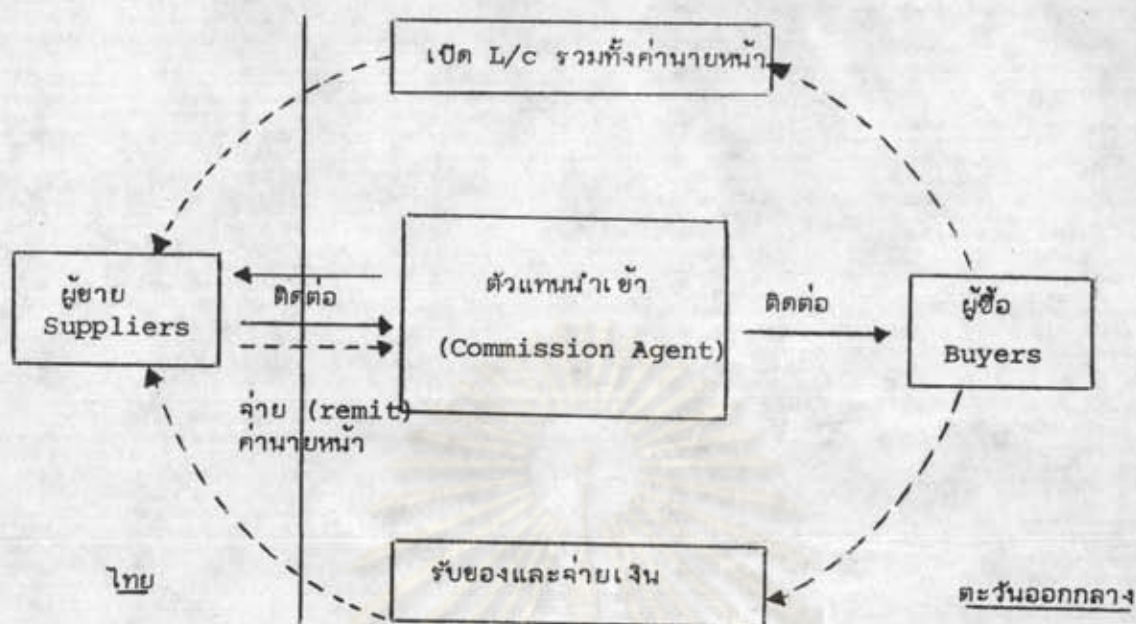 เปิด L/c รวมทั้งค่านายหน้า
ผู้ขาย
Suppliers
ติดต่อ
ตัวแทนนำเข้า
(Commission Agent)
ติดต่อ
ผู้ซื้อ
Buyers
จ่าย (remit)
ค่านายหน้า
รับของและจ่ายเงิน
ไทย
ตะวันออกกลาง